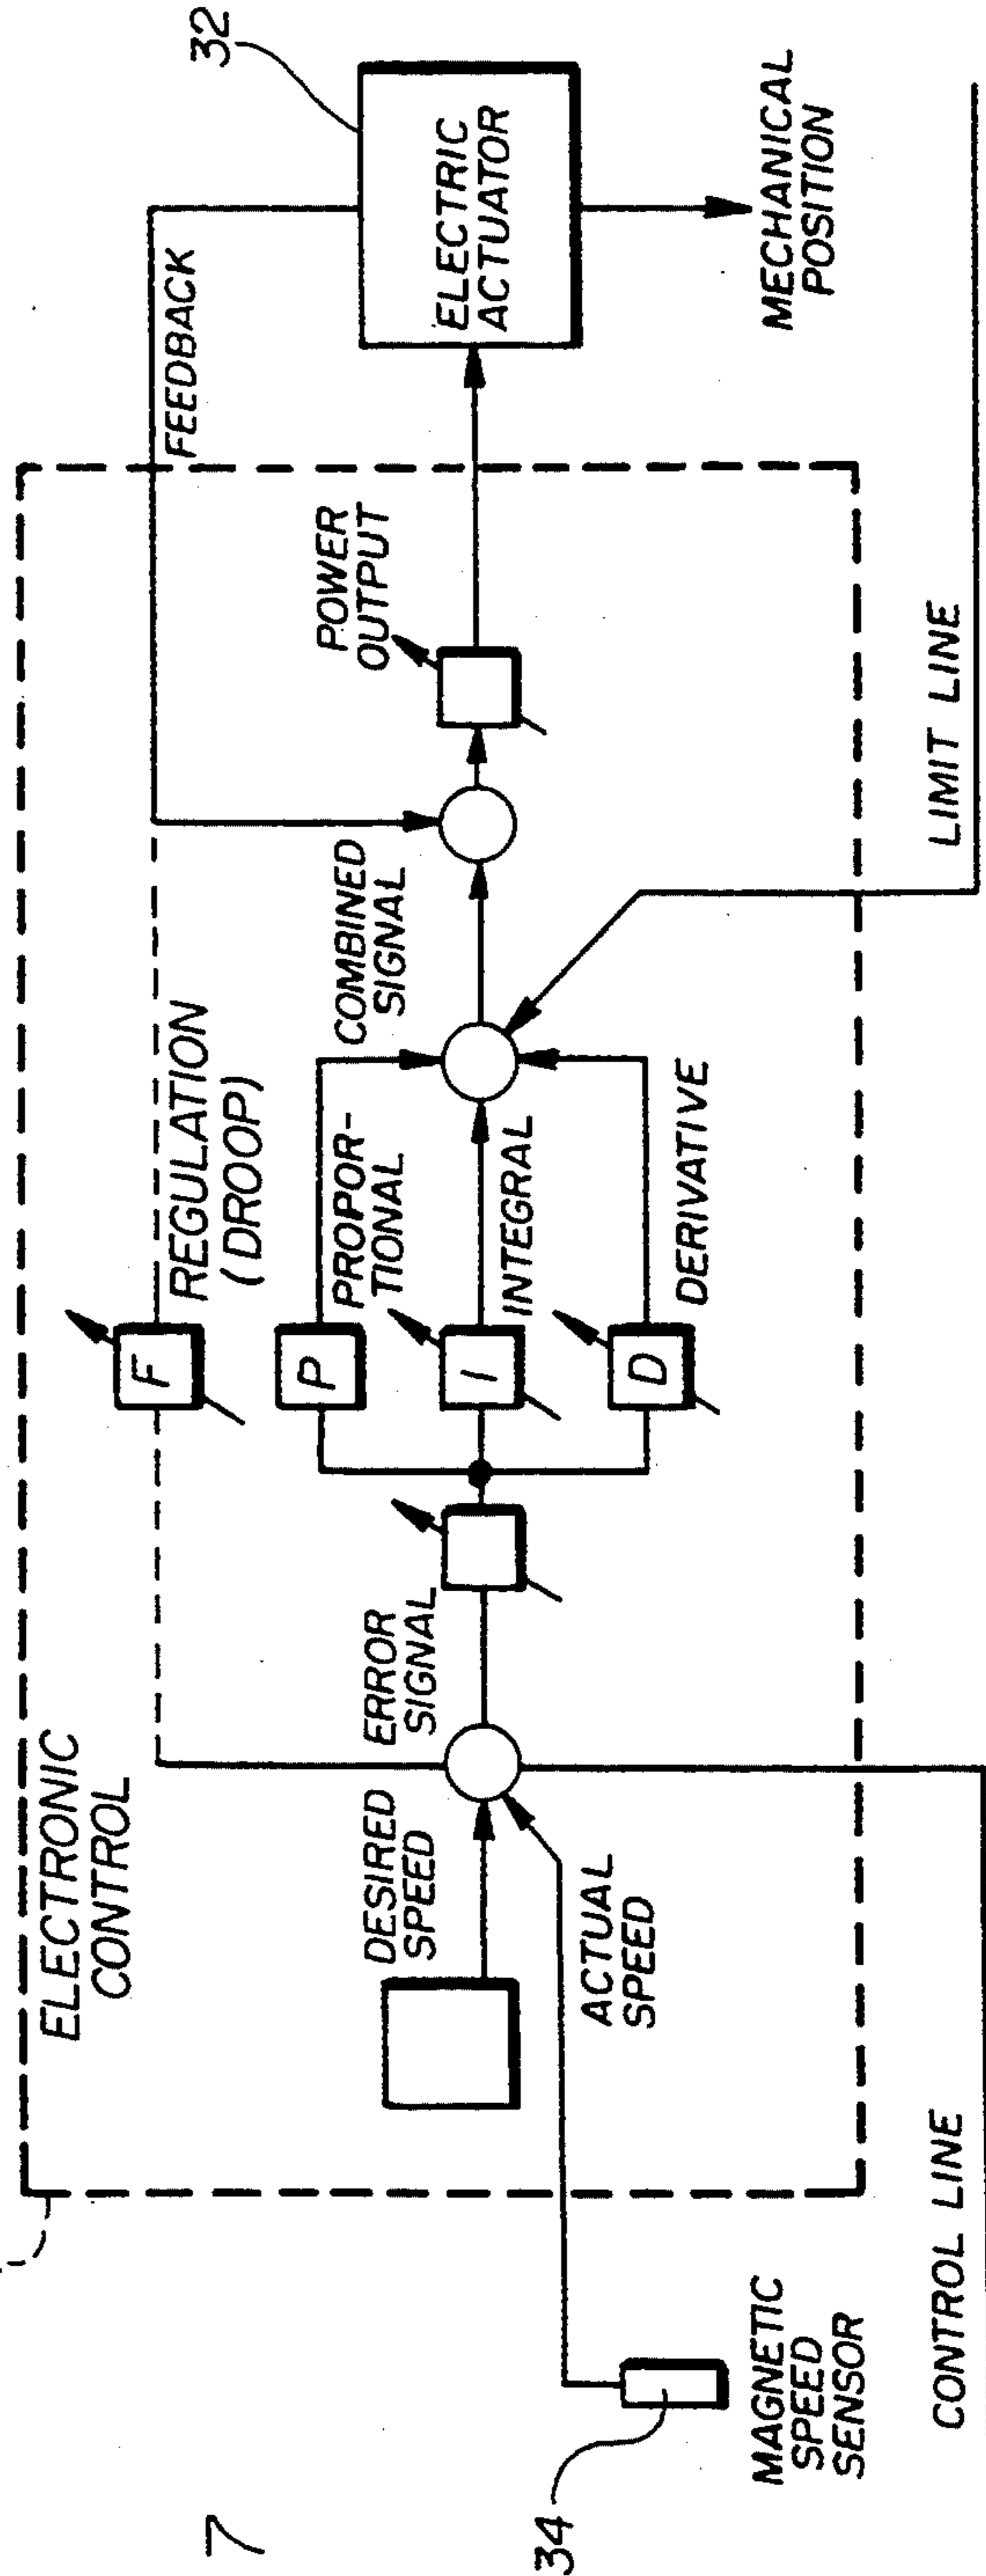 7
ELECTRONIC
CONTROL
F
REGULATION
(DROOP)
FEEDBACK
32
DESIRED
SPEED
ERROR
SIGNAL
P
PROPOR-
TIONAL
I
INTEGRAL
D
DERIVATIVE
COMBINED
SIGNAL
POWER
OUTPUT
ELECTRIC
ACTUATOR
MECHANICAL
POSITION
ACTUAL
SPEED
34
MAGNETIC
SPEED
SENSOR
CONTROL LINE
LIMIT LINE